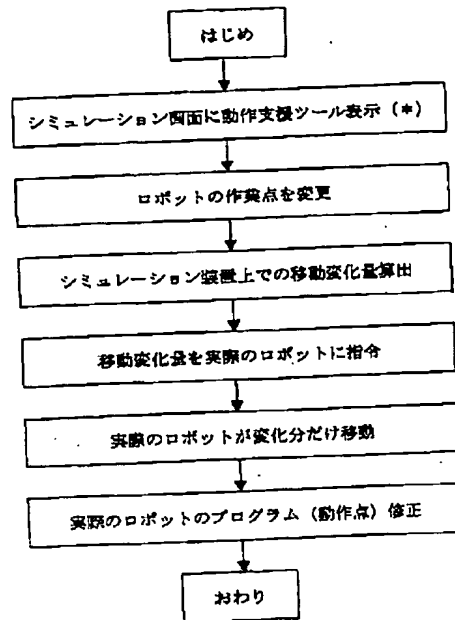 はじめ
シミュレーション画面に動作支援ツール表示（*）
ロボットの作業点を変更
シミュレーション装置上での移動変化量算出
移動変化量を実際のロボットに指令
実際のロボットが変化分だけ移動
実際のロボットのプログラム（動作点）修正
おわり